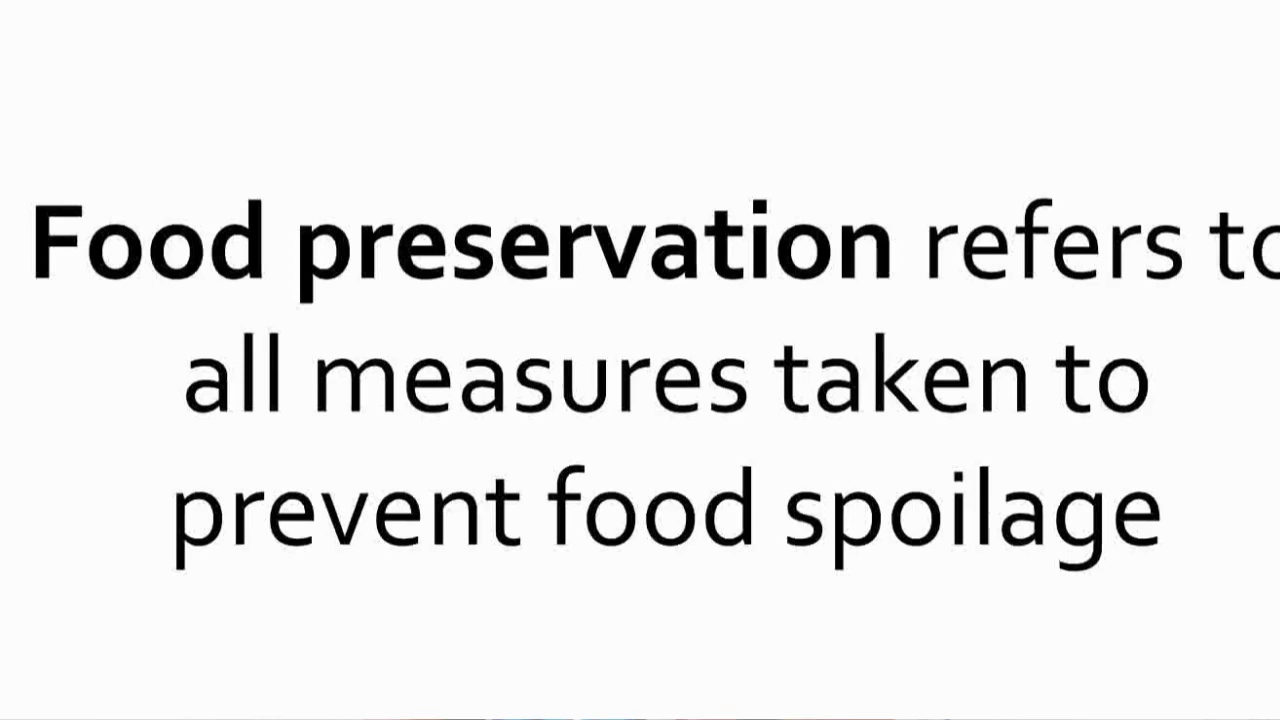 Food preservation refers to
all measures taken to
prevent food spoilage